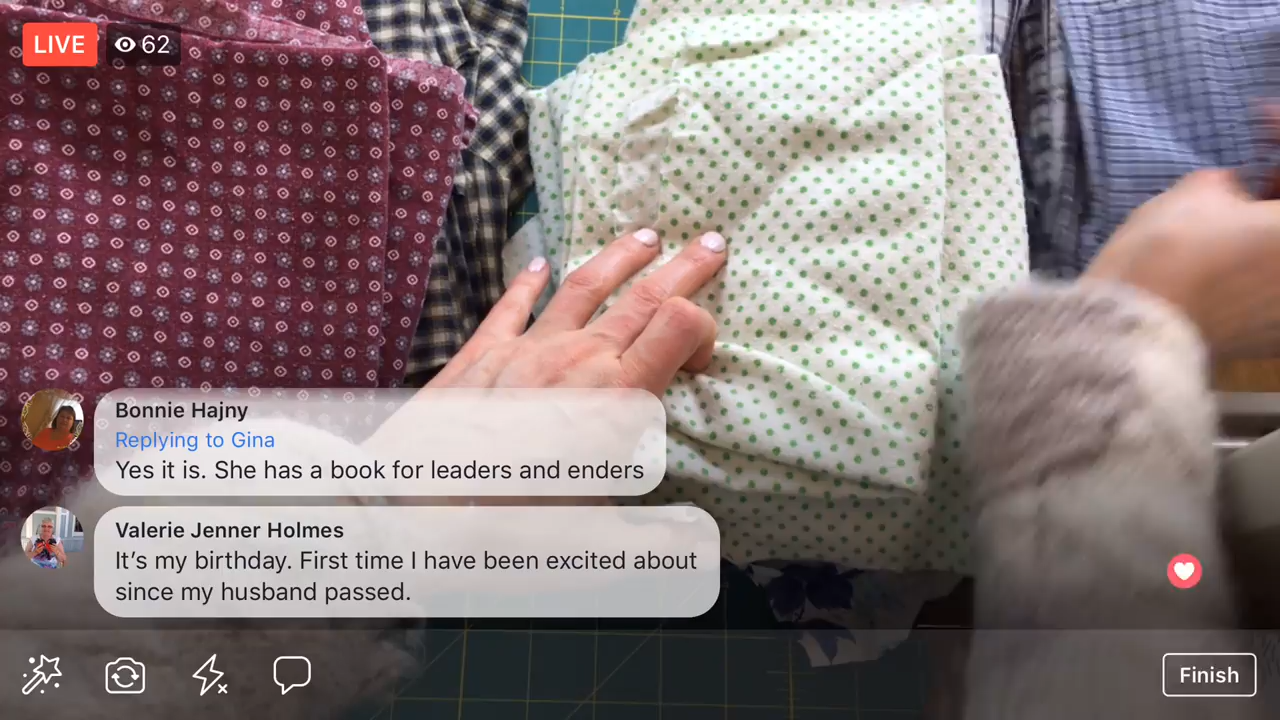 LIVE 62
Bonnie Hajny
Replying to Gina
Yes it is. She has a book for leaders and enders
Valerie Jenner Holmes
It’s my birthday. First time I have been excited about
since my husband passed.
Finish